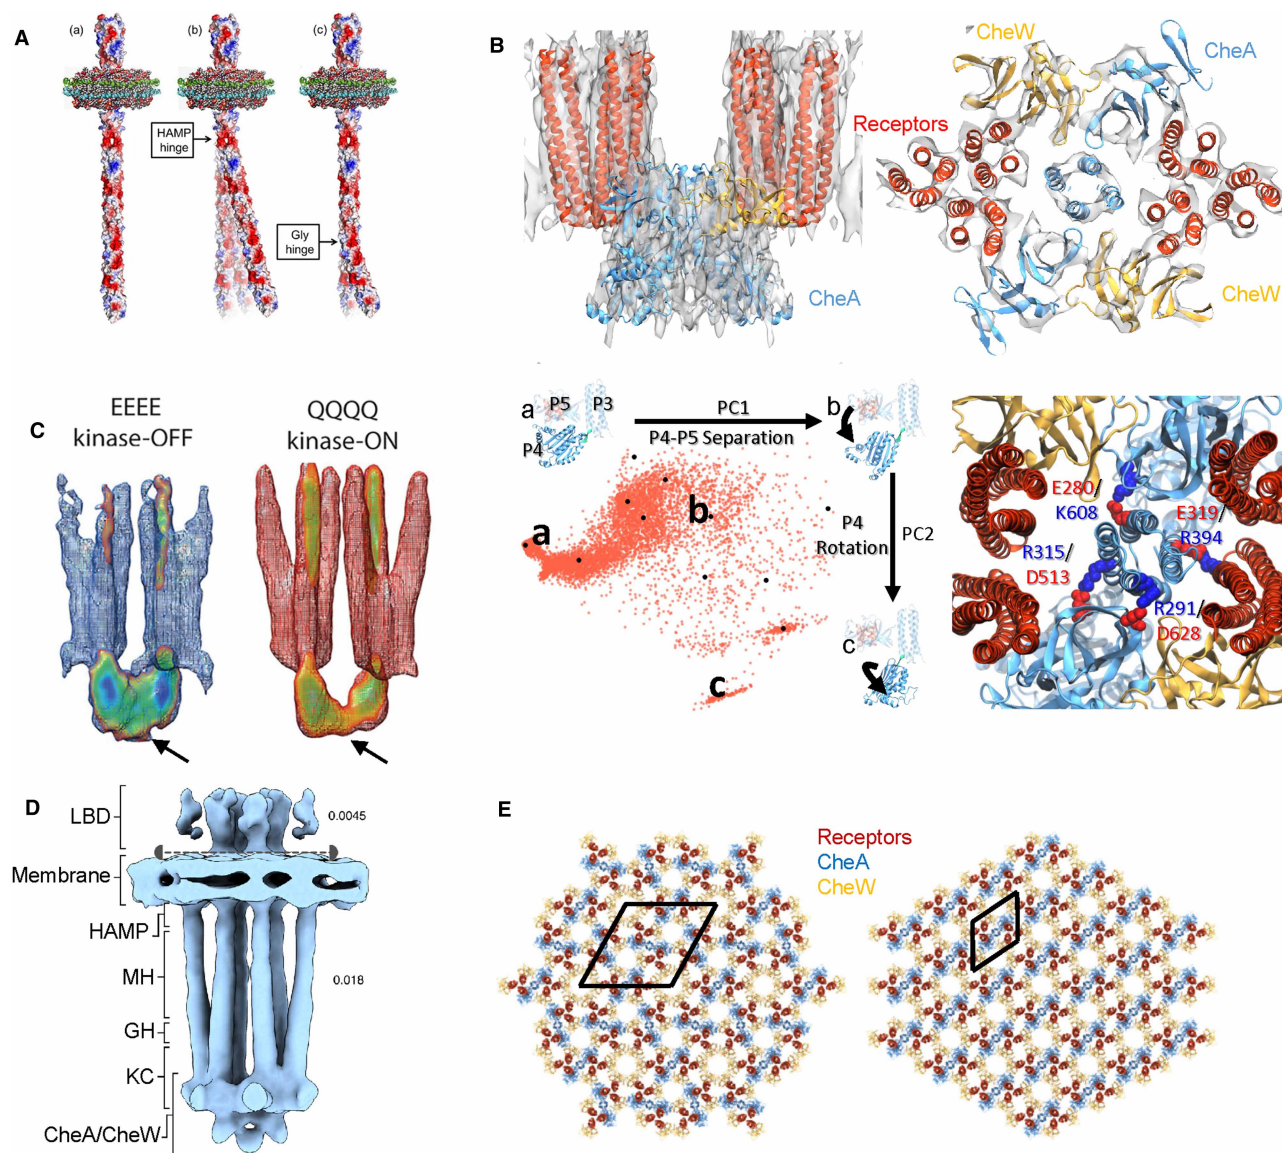 A
(a)
(b)
(c)
HAMP
hinge
Gly
hinge
B
CheW
CheA
Receptors
CheA
CheW
C
EEEE
kinase-OFF
QQQQ
kinase-ON
a
P5
P3
P4
PC1
P4-P5 Separation
b
P4
Rotation
PC2
c
a
b
c
E280/
K608
E319/
R394
R315/
D513
R291/
D628
D
LBD
0.0045
Membrane
HAMP
MH
0.018
GH
KC
CheA/CheW
E
Receptors
CheA
CheW